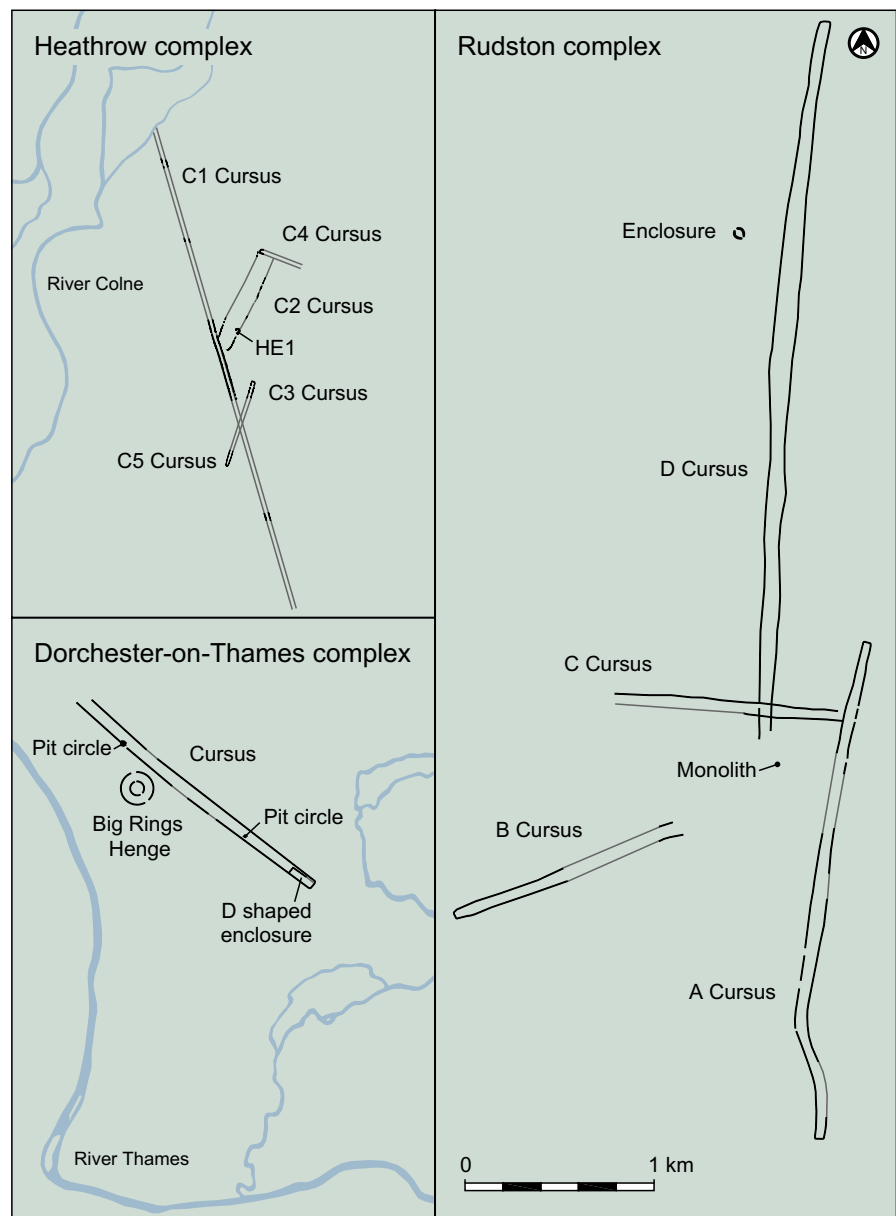 Heathrow complex
C1 Cursus
C4 Cursus
River Colne
C2 Cursus
HE1
C3 Cursus
C5 Cursus
Dorchester-on-Thames complex
Pit circle
Cursus
Big Rings
Henge
Pit circle
D shaped
enclosure
River Thames
Rudston complex
N
Enclosure
D Cursus
C Cursus
Monolith
B Cursus
A Cursus
0 1 km